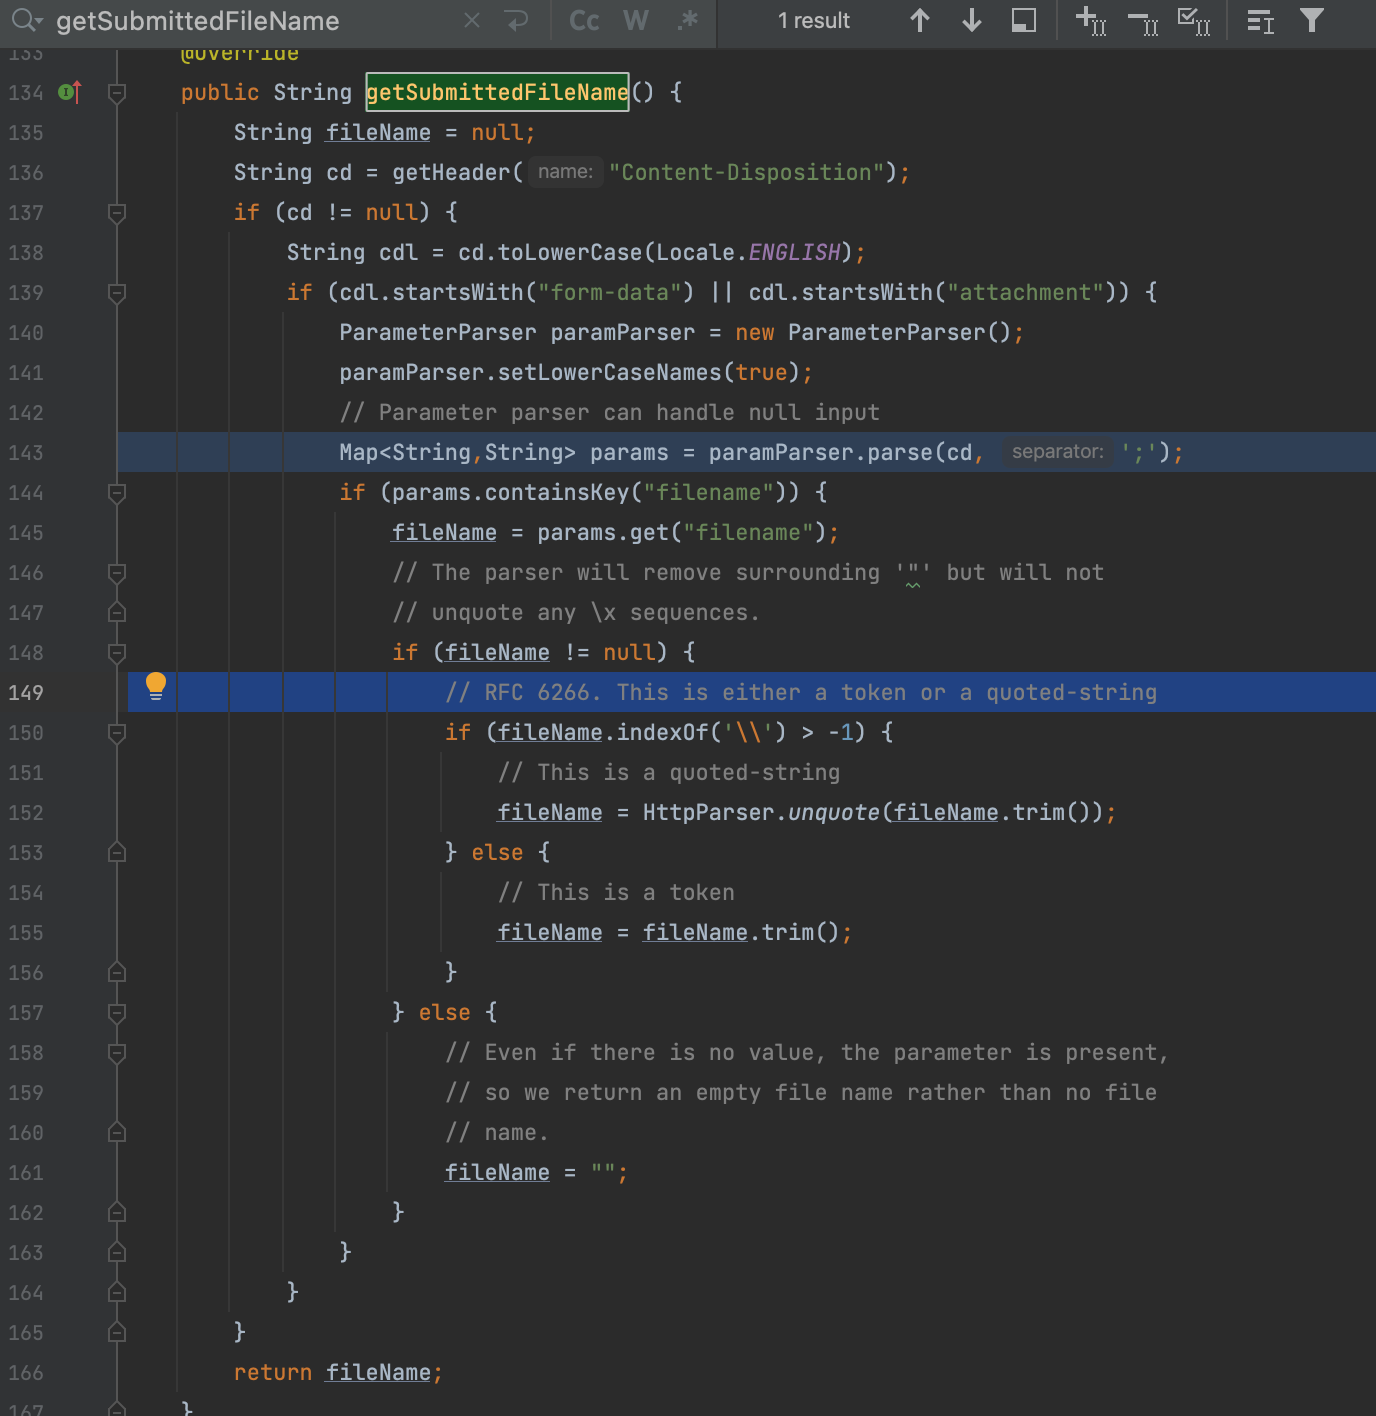 getSubmittedFileName × Cc W .* 1 result
133 @Override
134 public String getSubmittedFileName() {
135 String fileName = null;
136 String cd = getHeader( name: "Content-Disposition");
137 if (cd != null) {
138 String cdl = cd.toLowerCase(Locale.ENGLISH);
139 if (cdl.startsWith("form-data") || cdl.startsWith("attachment")) {
140 ParameterParser paramParser = new ParameterParser();
141 paramParser.setLowerCaseNames(true);
142 // Parameter parser can handle null input
143 Map<String,String> params = paramParser.parse(cd, separator: ';');
144 if (params.containsKey("filename")) {
145 fileName = params.get("filename");
146 // The parser will remove surrounding '"' but will not
147 // unquote any \x sequences.
148 if (fileName != null) {
149 // RFC 6266. This is either a token or a quoted-string
150 if (fileName.indexOf('\\') > -1) {
151 // This is a quoted-string
152 fileName = HttpParser.unquote(fileName.trim());
153 } else {
154 // This is a token
155 fileName = fileName.trim();
156 }
157 } else {
158 // Even if there is no value, the parameter is present,
159 // so we return an empty file name rather than no file
160 // name.
161 fileName = "";
162 }
163 }
164 }
165 }
166 return fileName;
167 }